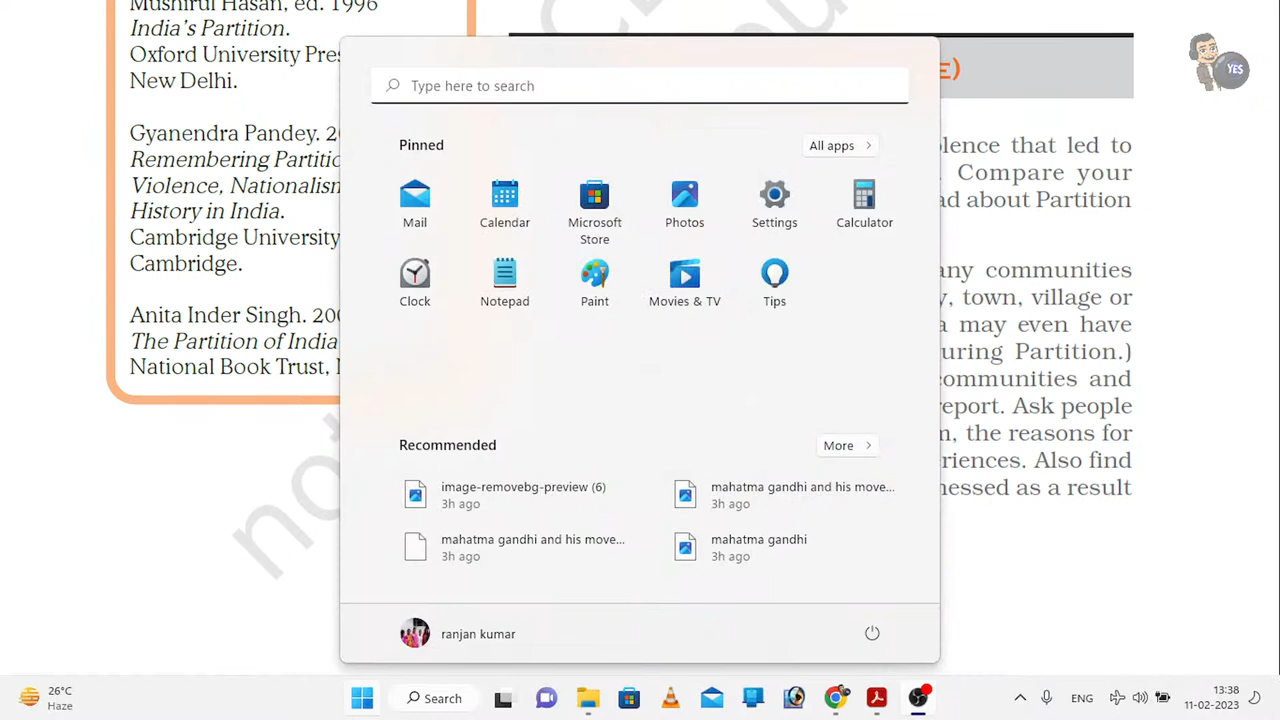 Mushirul Hasan, ed. 1996
India's Partition.
Oxford University Pres
New Delhi.
Gyanendra Pandey. 20
Remembering Partitio
Violence, Nationalism
History in India.
Cambridge University
Cambridge.
Anita Inder Singh. 200
The Partition of India
National Book Trust,
not
E)
YES
lence that led to
. Compare your
ad about Partition
any communities
y, town, village or
a may even have
uring Partition.)
communities and
report. Ask people
m, the reasons for
riences. Also find
nessed as a result
Type here to search
Pinned
All apps
Mail
Calendar
Microsoft
Store
Photos
Settings
Calculator
Clock
Notepad
Paint
Movies & TV
Tips
Recommended
More
image-removebg-preview (6)
3h ago
mahatma gandhi and his move...
3h ago
mahatma gandhi and his move...
3h ago
mahatma gandhi
3h ago
ranjan kumar
26°C
Haze
Search
ENG
13:38
11-02-2023